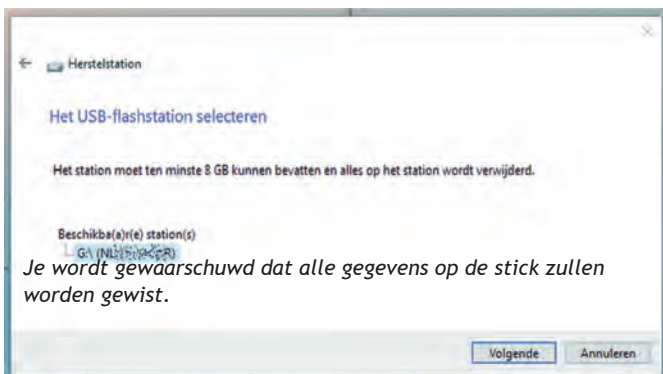 Herstelstation
Het USB-flashstation selecteren
Het station moet ten minste 8 GB kunnen bevatten en alles op het station wordt verwijderd.
Beschikba(a)r(e) station(s)
G:\
Je wordt gewaarschuwd dat alle gegevens op de stick zullen
worden gewist.
Volgende Annuleren